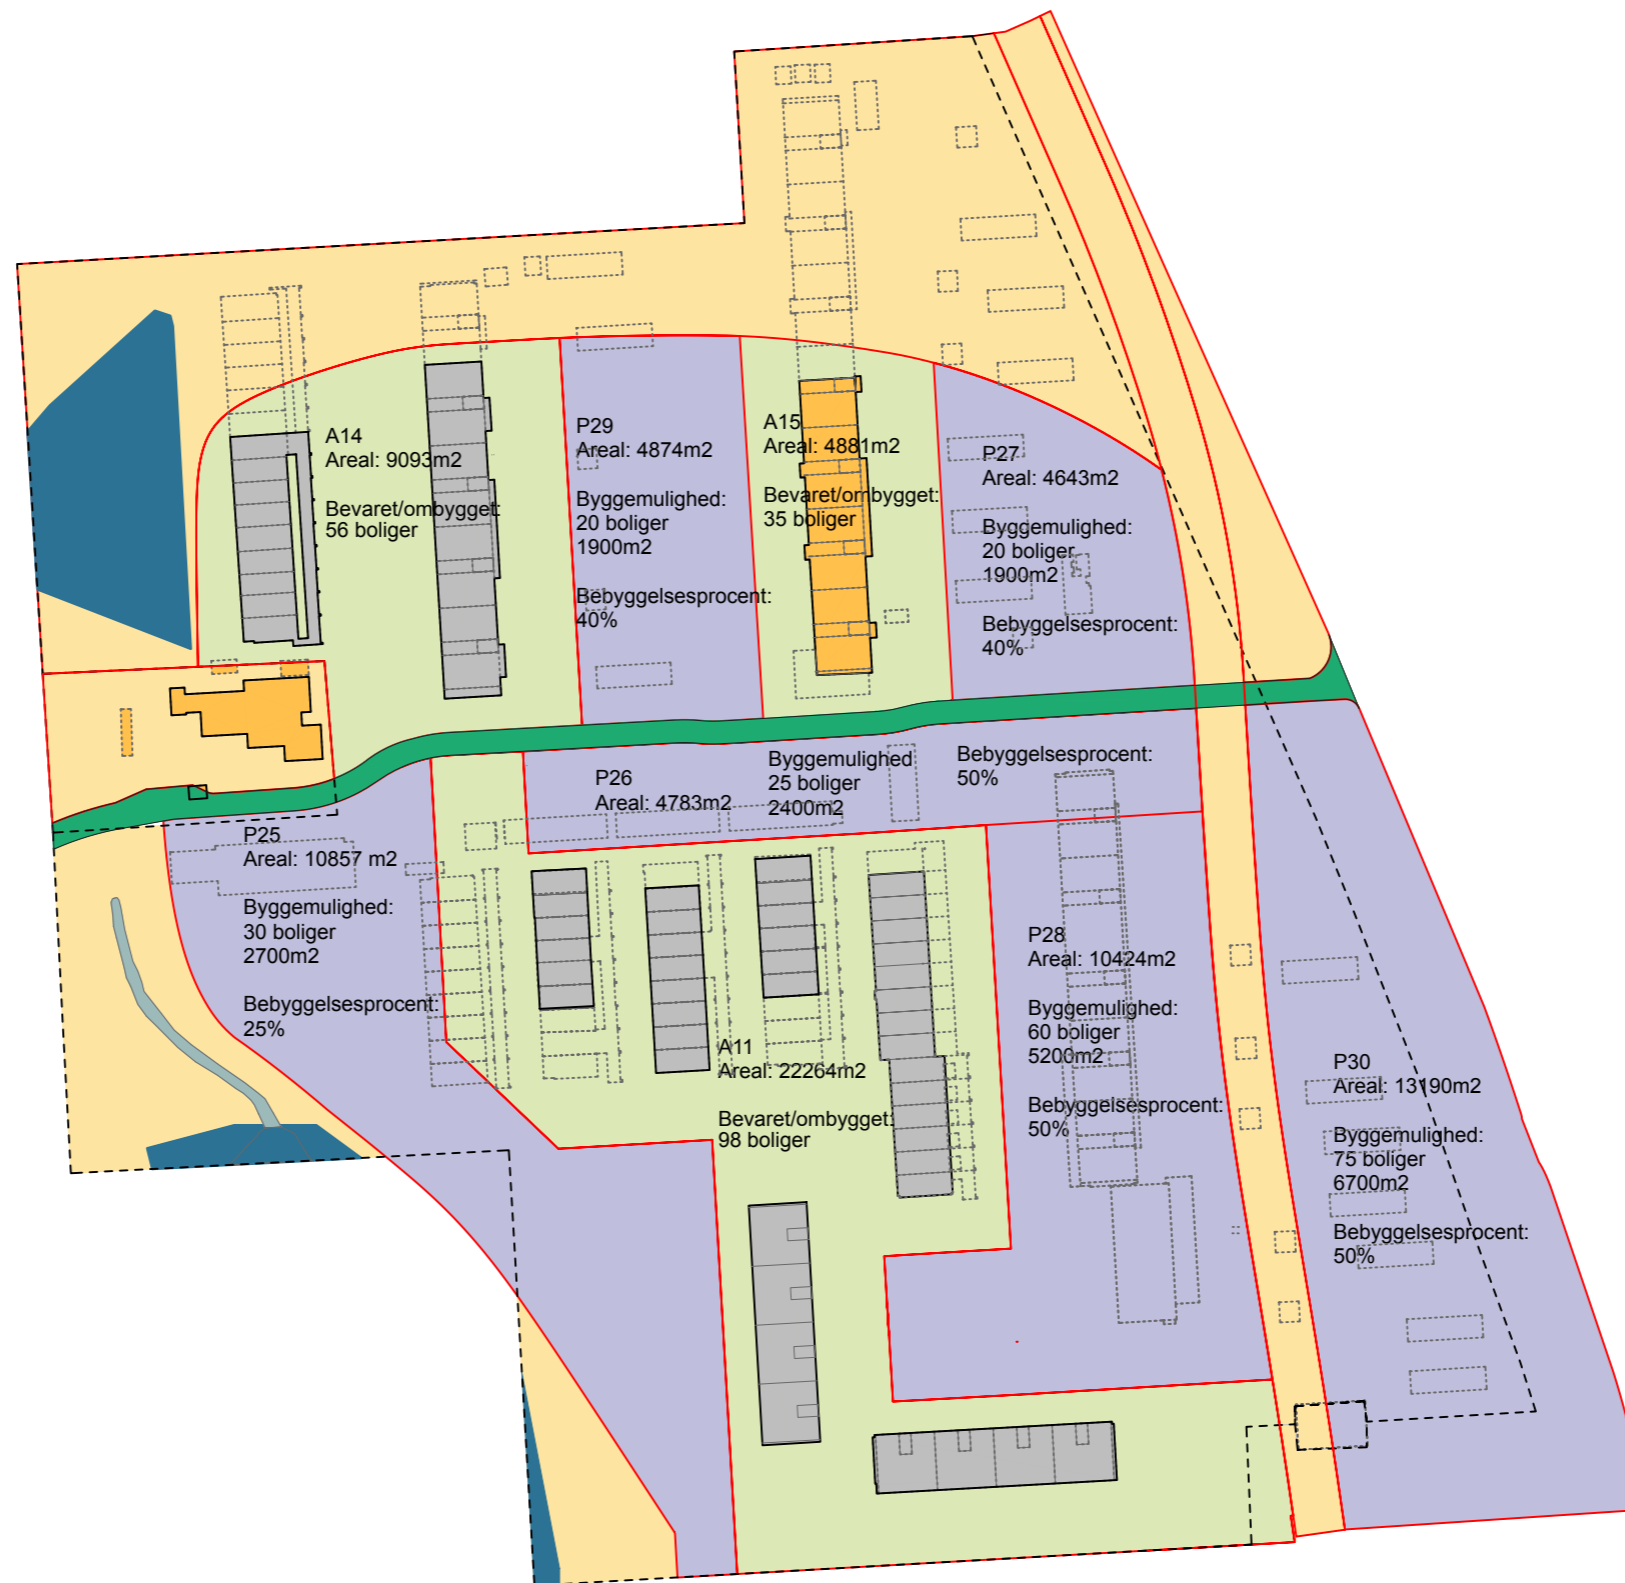 A14
Areal: 9093m2
Bevaret/ombygget:
56 boliger
P29
Areal: 4874m2
Byggemulighed:
20 boliger
1900m2
Bebyggelsesprocent:
40%
A15
Areal: 4881m2
Bevaret/ombygget:
35 boliger
P27
Areal: 4643m2
Byggemulighed:
20 boliger
1900m2
Bebyggelsesprocent:
40%
P26
Areal: 4783m2
Byggemulighed
25 boliger
2400m2
Bebyggelsesprocent:
50%
P25
Areal: 10857 m2
Byggemulighed:
30 boliger
2700m2
Bebyggelsesprocent:
25%
A11
Areal: 22264m2
Bevaret/ombygget:
98 boliger
P28
Areal: 10424m2
Byggemulighed:
60 boliger
5200m2
Bebyggelsesprocent:
50%
P30
Areal: 13190m2
Byggemulighed:
75 boliger
6700m2
Bebyggelsesprocent:
50%